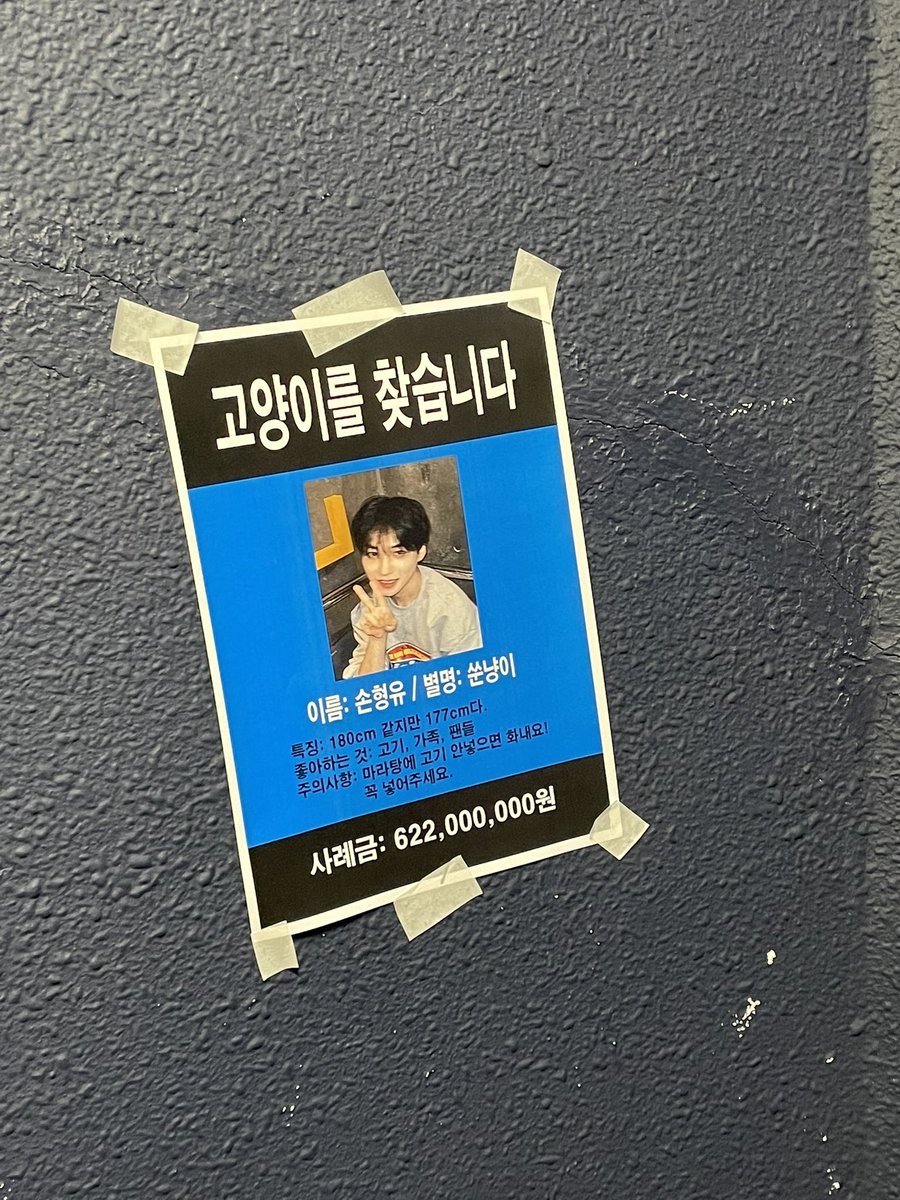 고양이를 찾습니다
이름: 손형유 / 별명: 쑨냥이
특징: 180cm 같지만 177cm다.
좋아하는 것: 고기, 가족, 팬들
주의사항: 마라탕에 고기 안넣으면 화내요!
꼭 넣어주세요.
사례금: 622,000,000원